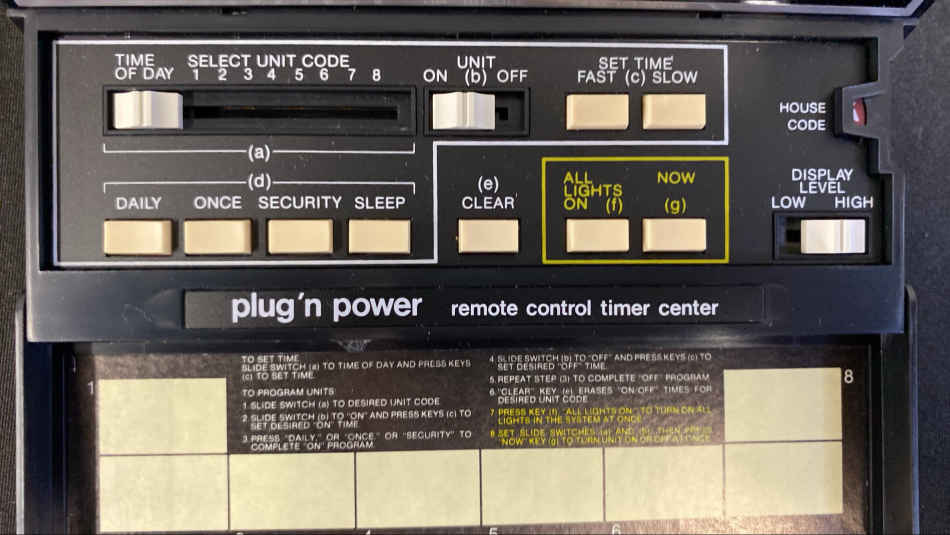 TIME
OF DAY
SELECT UNIT CODE
1 2 3 4 5 6 7 8
UNIT
ON (b) OFF
SET TIME
FAST (c) SLOW
HOUSE
CODE
(a)
(d)
DAILY ONCE SECURITY SLEEP
(e)
CLEAR
ALL
LIGHTS
ON (f)
NOW
(g)
DISPLAY
LEVEL
LOW HIGH
plug'n power remote control timer center
1
TO SET TIME
SLIDE SWITCH (a) TO TIME OF DAY AND PRESS KEYS
(c) TO SET TIME.
TO PROGRAM UNITS
1. SLIDE SWITCH (a) TO DESIRED UNIT CODE
2. SLIDE SWITCH (b) TO "ON" AND PRESS KEYS (c) TO
SET DESIRED "ON" TIME
3. PRESS "DAILY," OR "ONCE," OR "SECURITY" TO
COMPLETE "ON" PROGRAM.
4. SLIDE SWITCH (b) TO "OFF" AND PRESS KEYS (c) TO
SET DESIRED "OFF" TIME.
5. REPEAT STEP (3) TO COMPLETE "OFF" PROGRAM
6. "CLEAR" KEY (e) ERASES "ON/OFF" TIMES FOR
DESIRED UNIT CODE
7. PRESS KEY (f) "ALL LIGHTS ON" TO TURN ON ALL
LIGHTS IN THE SYSTEM AT ONCE
8. SET SLIDE SWITCHES (a) AND (b), THEN PRESS
"NOW" KEY (g) TO TURN UNIT ON OR OFF AT ONCE
8
4 5 6